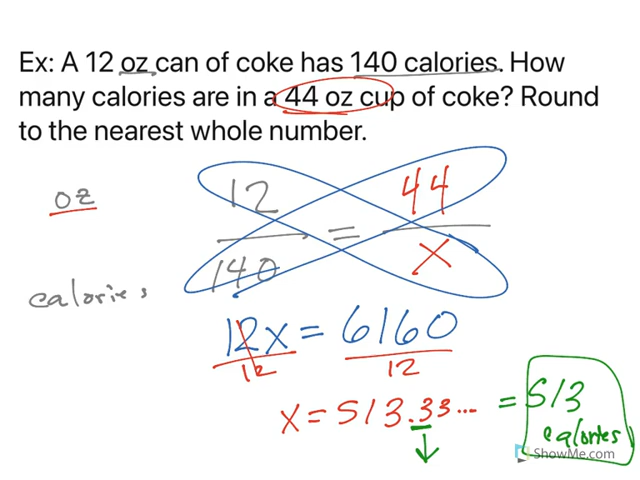 Ex: A 12 oz can of coke has 140 calories. How
many calories are in a 44 oz cup of coke? Round
to the nearest whole number.
oz 12 = 44
calories 140 x
12x = 6160
12 12
x = 513.33... = 513
calories
ShowMe.com